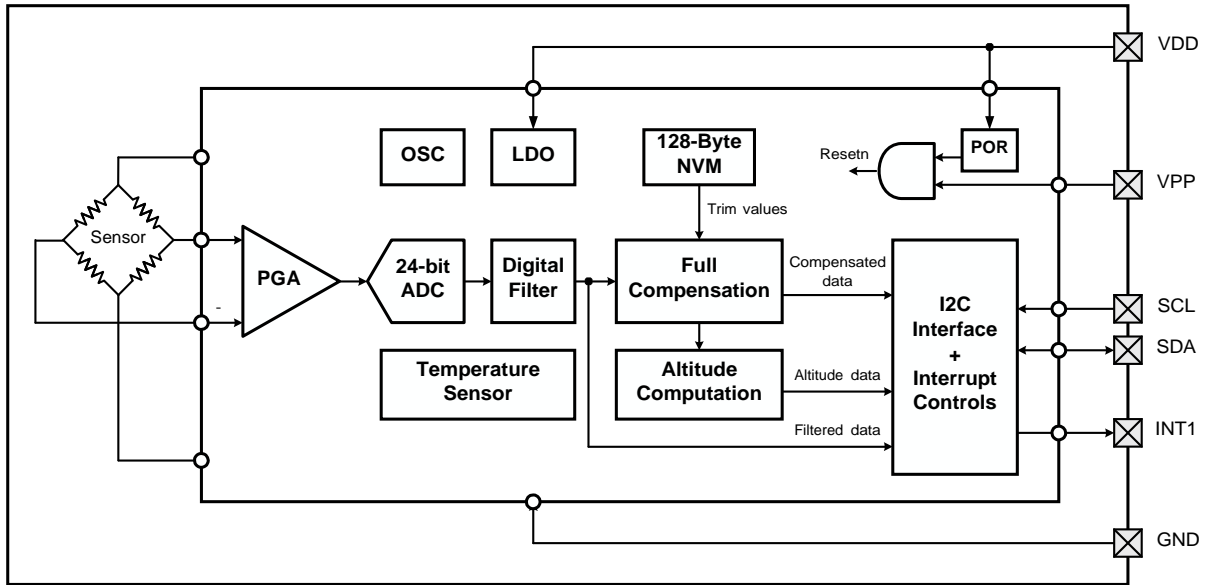 VDD
OSC
LDO
128-Byte
NVM
Resetn
POR
VPP
Trim values
Sensor
PGA
24-bit
ADC
Digital
Filter
Full
Compensation
Compensated
data
I2C
Interface
+
Interrupt
Controls
SCL
SDA
-
Temperature
Sensor
Altitude
Computation
Altitude data
Filtered data
INT1
GND